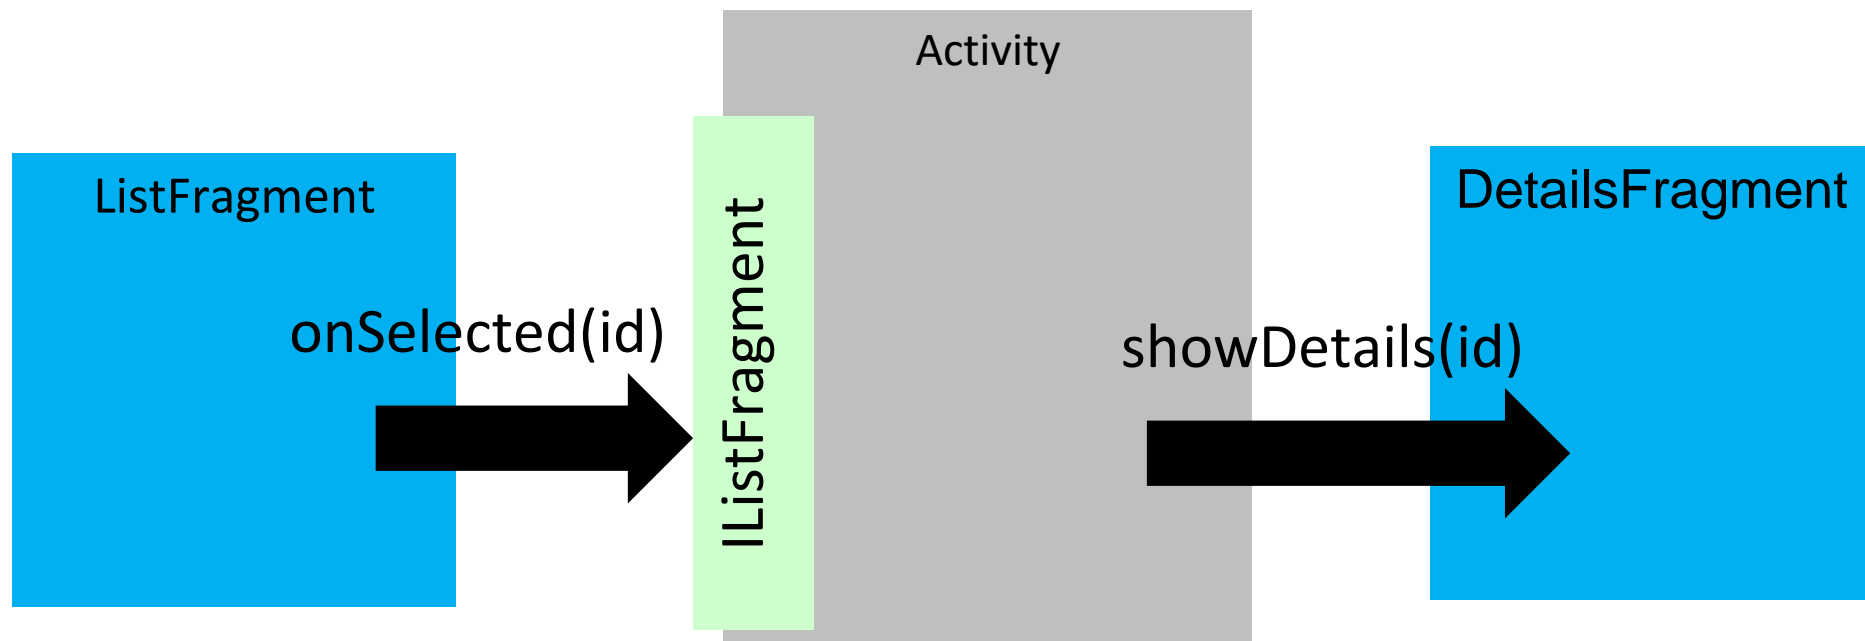 Activity
ListFragment
DetailsFragment
IListFragment
onSelected(id)
showDetails(id)